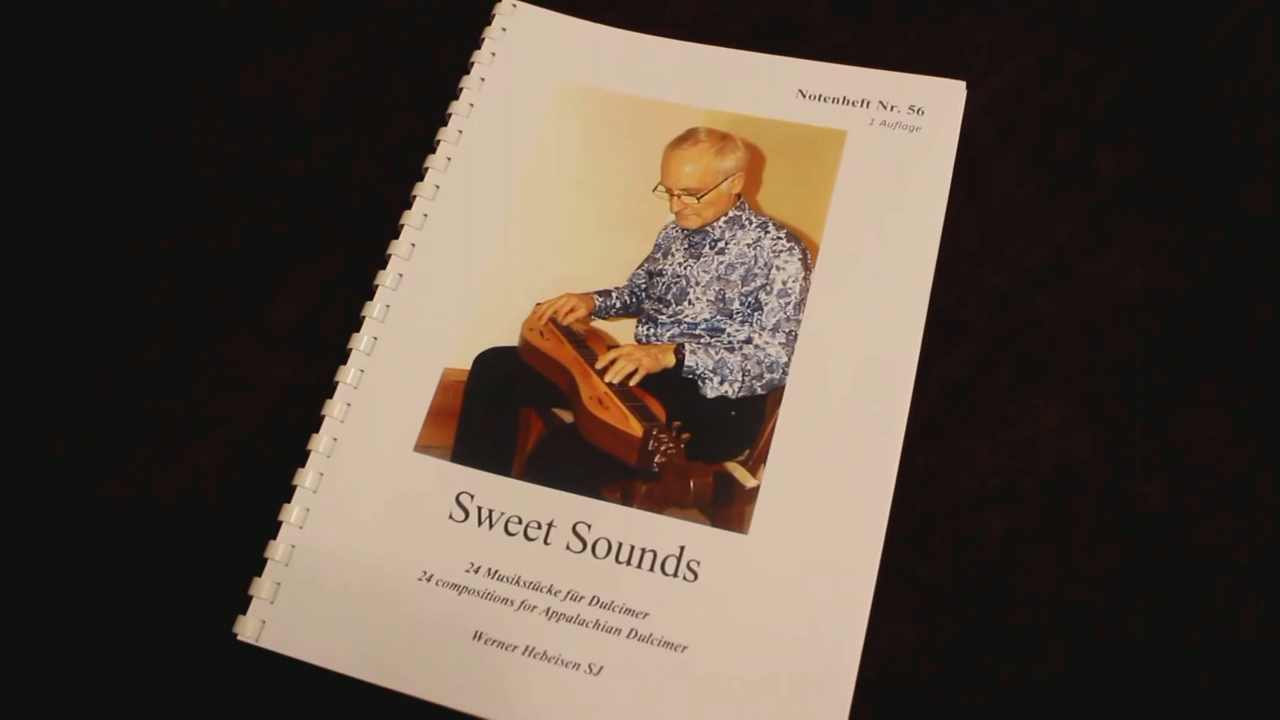 Notenheft Nr. 56
1 Auflage
Sweet Sounds
24 Musikstücke für Dulcimer
24 compositions for Appalachian Dulcimer
Werner Hebeisen SJ